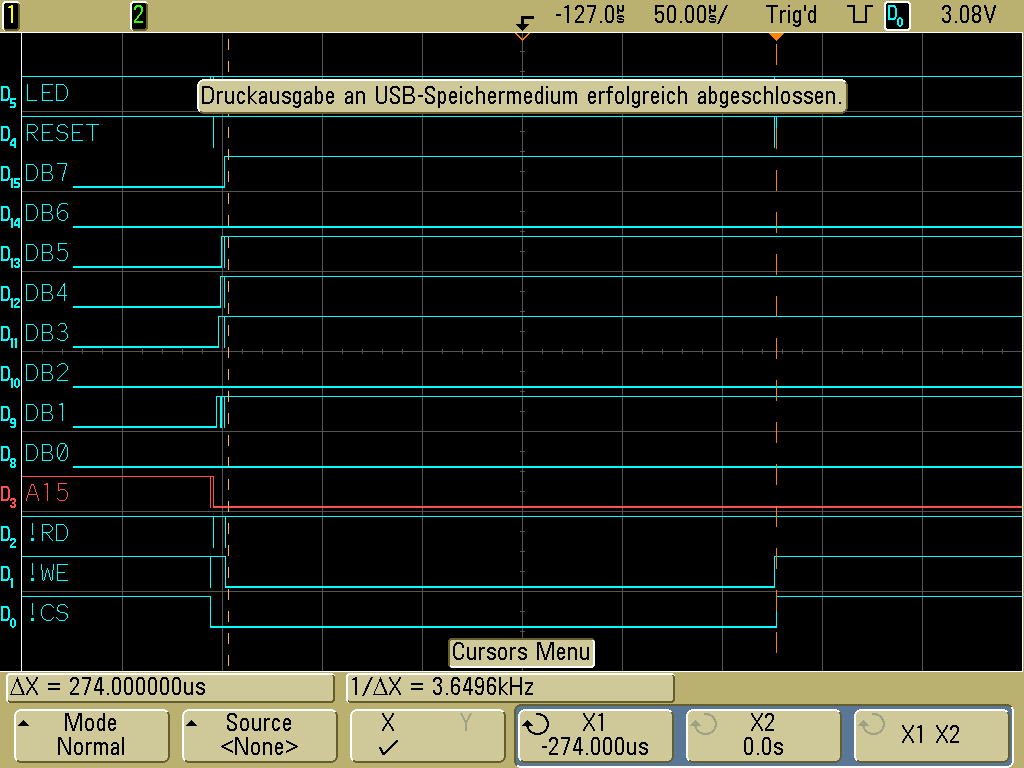 1 2 -127.0µs 50.00µs/ Trig'd D0 3.08V
D5 LED
Druckausgabe an USB-Speichermedium erfolgreich abgeschlossen.
D4 RESET
D15 DB7
D14 DB6
D13 DB5
D12 DB4
D11 DB3
D10 DB2
D9 DB1
D8 DB0
D3 A15
D2 !RD
D1 !WE
D0 !CS
Cursors Menu
ΔX = 274.000000us 1/ΔX = 3.6496kHz
Mode Source X Y X1 X2 X1 X2
Normal <None> ✓ -274.000us 0.0s